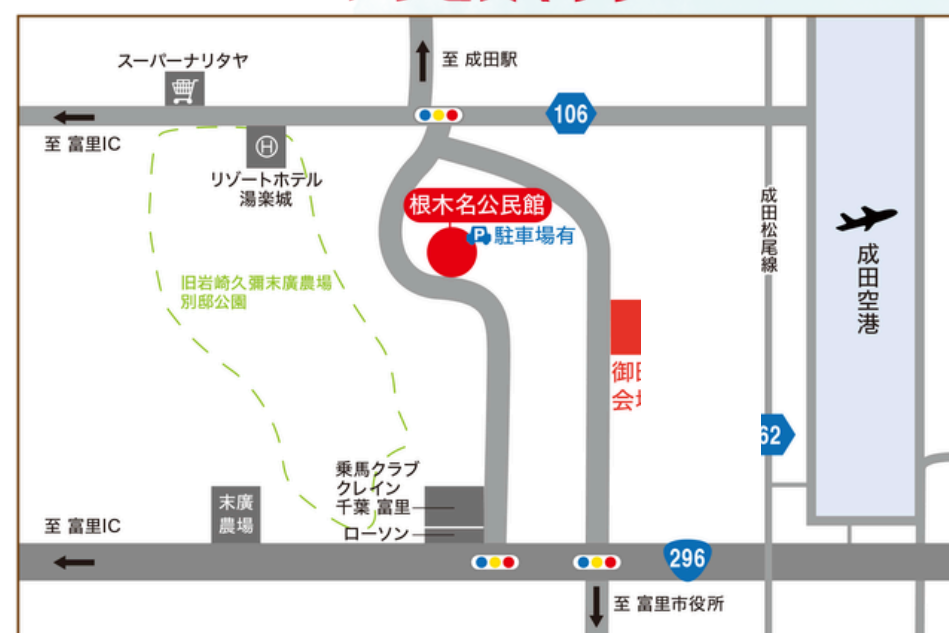 至 成田駅
スーパーナリタヤ
106
至 富里IC
H
リゾートホテル
湯楽城
根木名公民館
P 駐車場有
成田松尾線
成田空港
旧岩崎久彌末廣農場
別邸公園
62
乗馬クラブ
クレイン
千葉 富里
ローソン
末廣
農場
至 富里IC
296
至 富里市役所